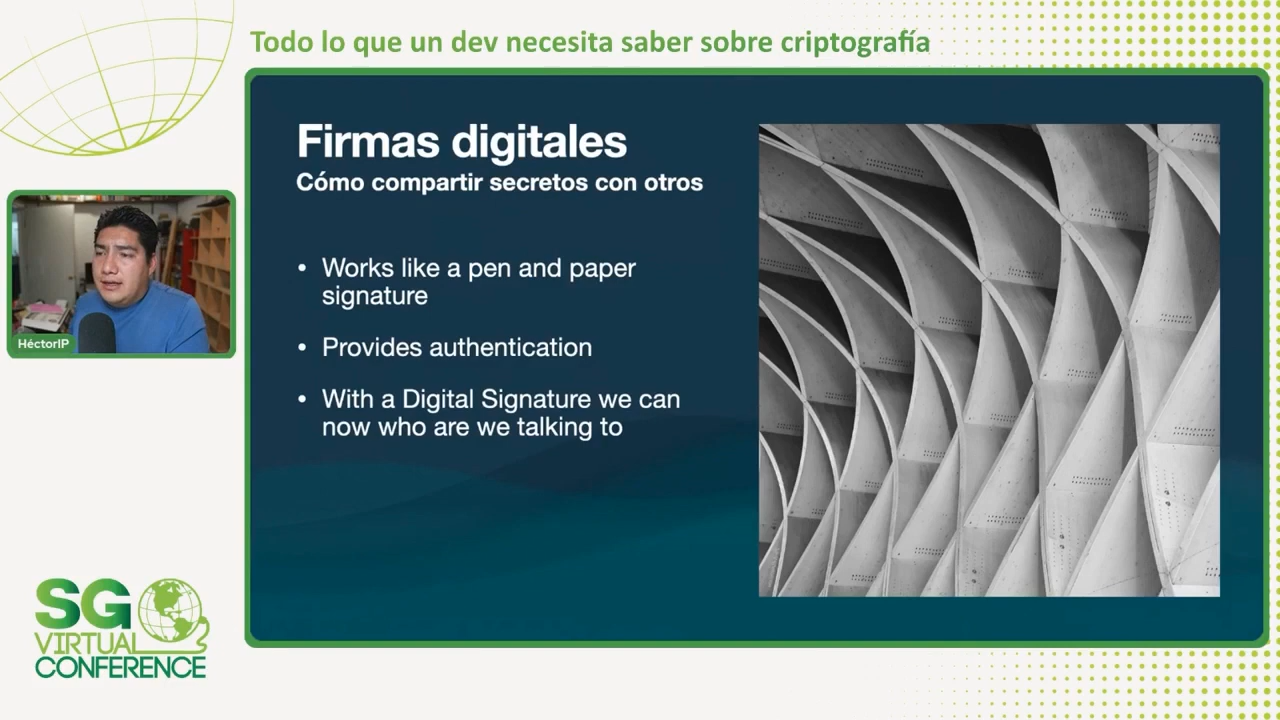 Todo lo que un dev necesita saber sobre criptografía
Firmas digitales
Cómo compartir secretos con otros
• Works like a pen and paper
signature
• Provides authentication
• With a Digital Signature we can
now who are we talking to
HéctorIP
SG
VIRTUAL
CONFERENCE